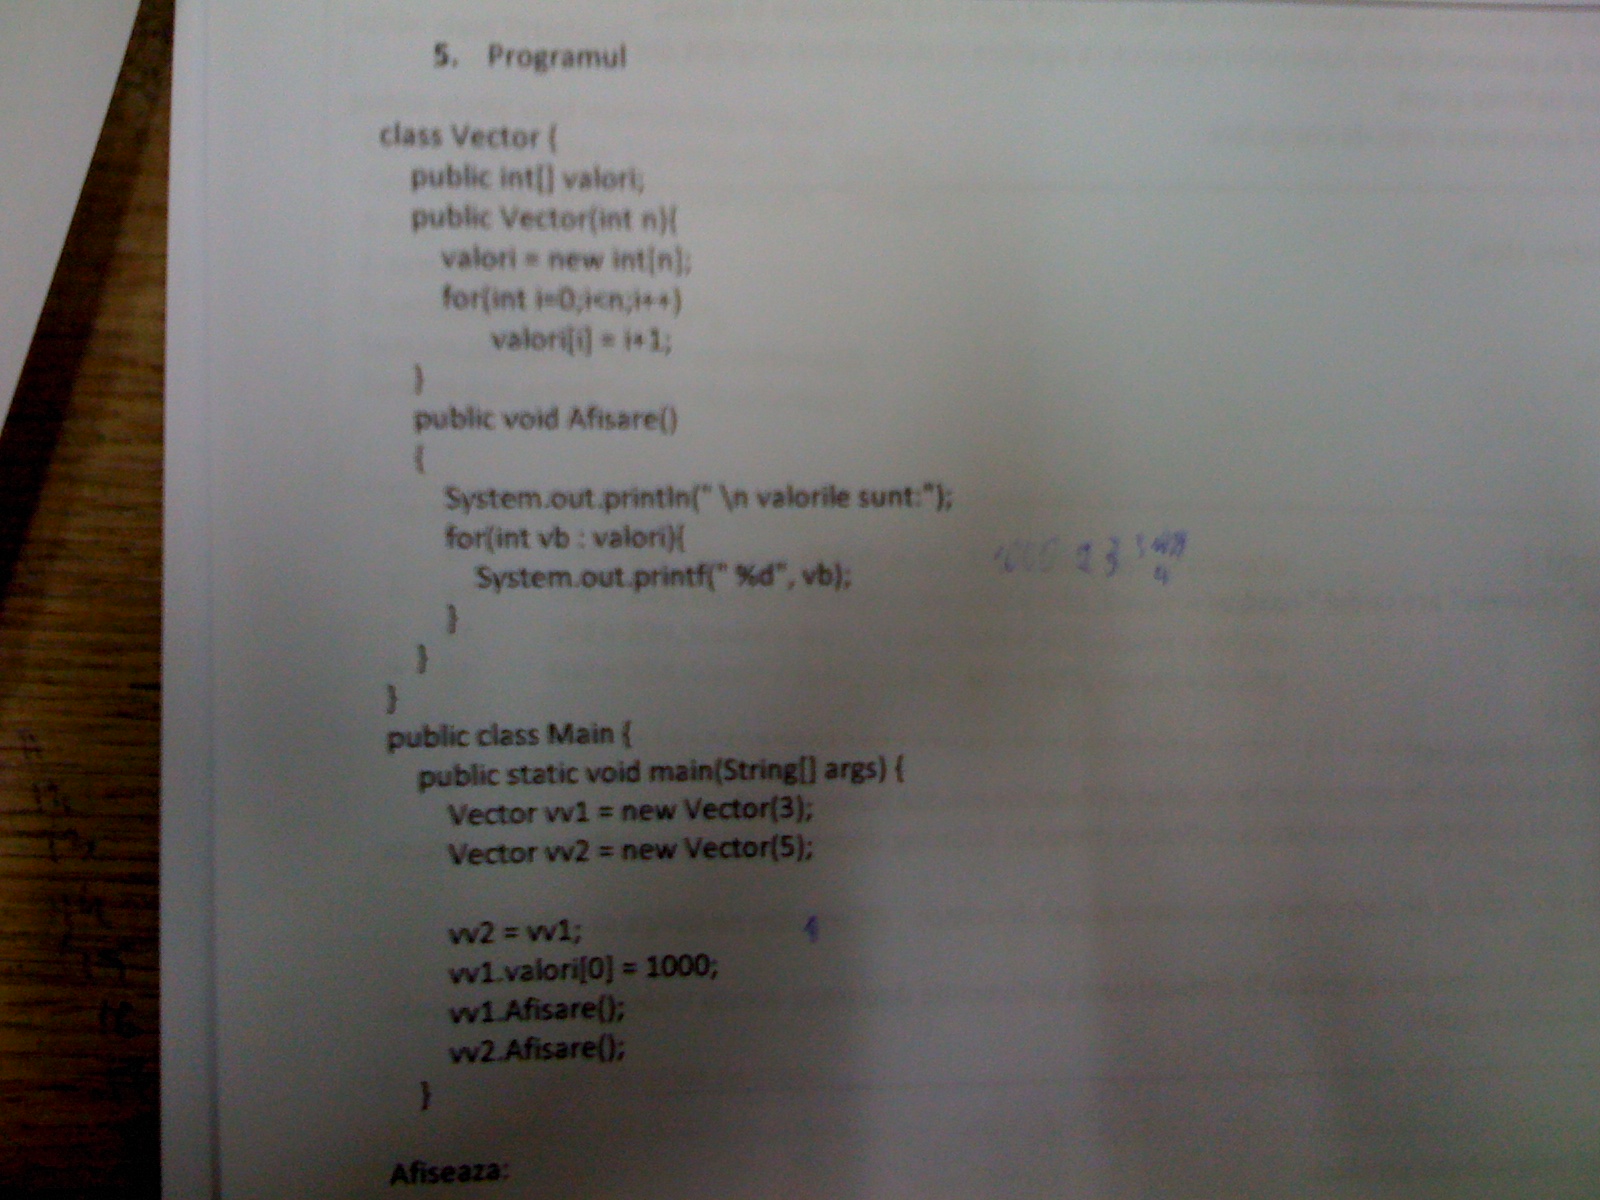 5. Programul
class Vector {
public int[] valori;
public Vector(int n){
valori = new int[n];
for(int i=0;i<n;i++)
valori[i] = i+1;
}
public void Afisare()
{
System.out.println(" \n valorile sunt:");
for(int vb : valori){
System.out.printf(" %d", vb);
1000 2 3
4
}
}
}
public class Main {
public static void main(String[] args) {
Vector vv1 = new Vector(3);
Vector vv2 = new Vector(5);
vv2 = vv1;
vv1.valori[0] = 1000;
vv1.Afisare();
vv2.Afisare();
}
Afiseaza: